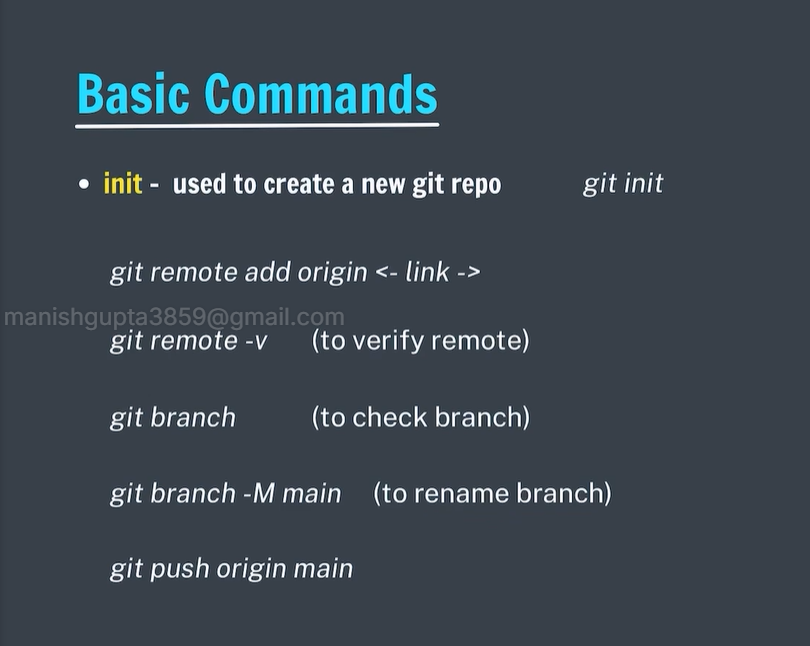 Basic Commands
• init - used to create a new git repo git init
git remote add origin <- link ->
manishgupta3859@gmail.com
git remote -v (to verify remote)
git branch (to check branch)
git branch -M main (to rename branch)
git push origin main